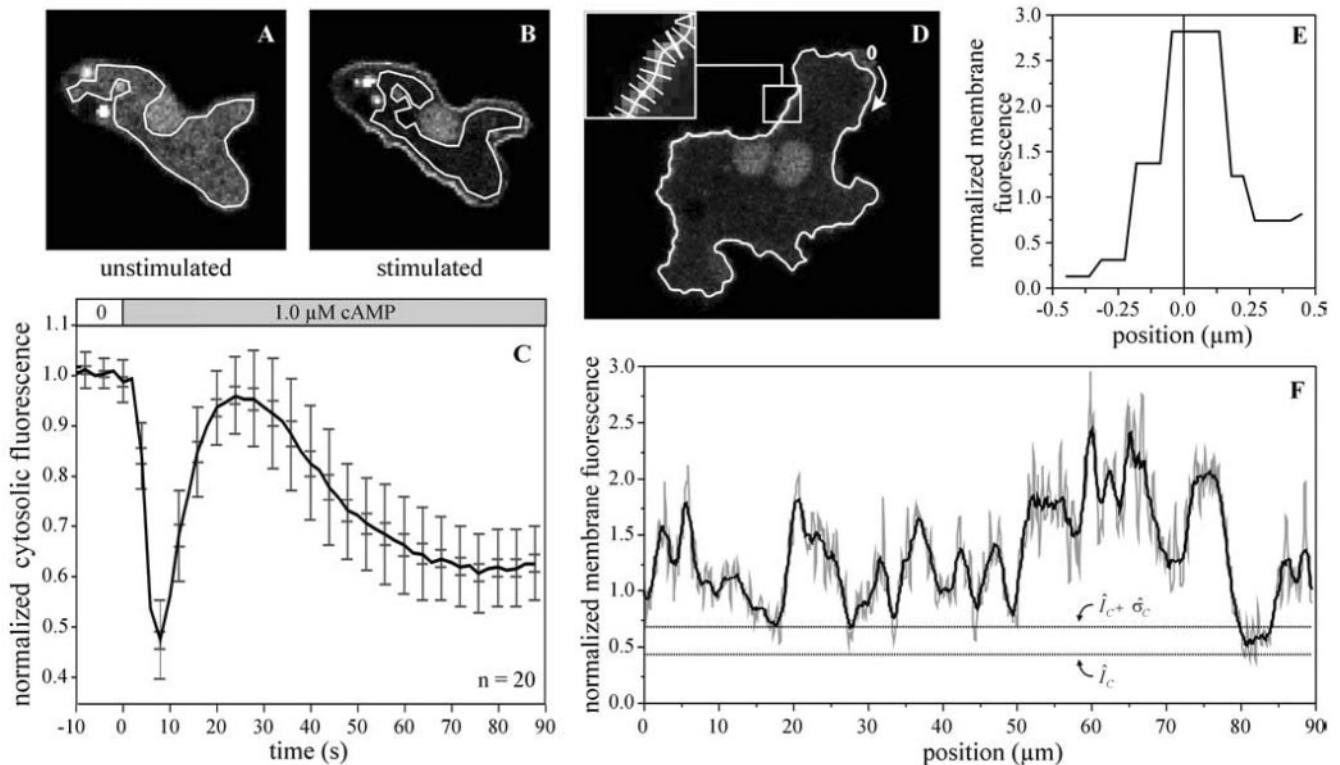 A
unstimulated
B
stimulated
D
0
E
normalized membrane
fuorescence
3.0
2.5
2.0
1.5
1.0
0.5
0.0
-0.5
-0.25
0.0
0.25
0.5
position (µm)
C
0
1.0 µM cAMP
normalized cytosolic fluorescence
1.1
1.0
0.9
0.8
0.7
0.6
0.5
0.4
n = 20
-10
0
10
20
30
40
50
60
70
80
90
time (s)
F
normalized membrane fluorescence
3.0
2.5
2.0
1.5
1.0
0.5
0.0
Î_C + σ̂_C
Î_C
0
10
20
30
40
50
60
70
80
90
position (µm)